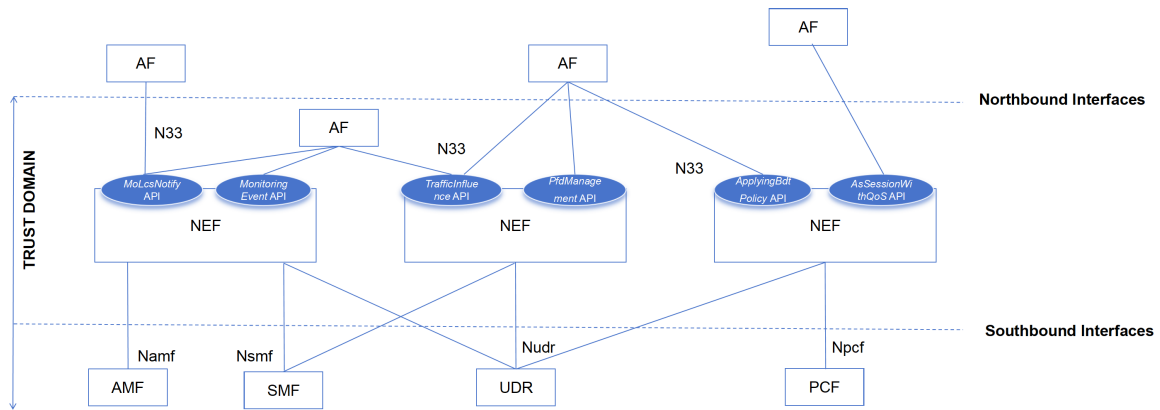 AF
AF
AF
Northbound Interfaces
AF
N33
N33
N33
TRUST DOMAIN
MoLcsNotify
API
Monitoring
Event API
TrafficInflue
nce API
PfdManage
ment API
ApplyingBdt
Policy API
AsSessionWi
thQoS API
NEF
NEF
NEF
Southbound Interfaces
Namf
Nsmf
Nudr
Npcf
AMF
SMF
UDR
PCF